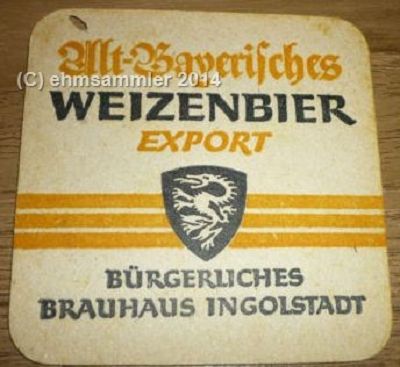 Alt-Bayerisches
(C) ehmsammler 2014
WEIZENBIER
EXPORT
BÜRGERLICHES
BRAUHAUS INGOLSTADT